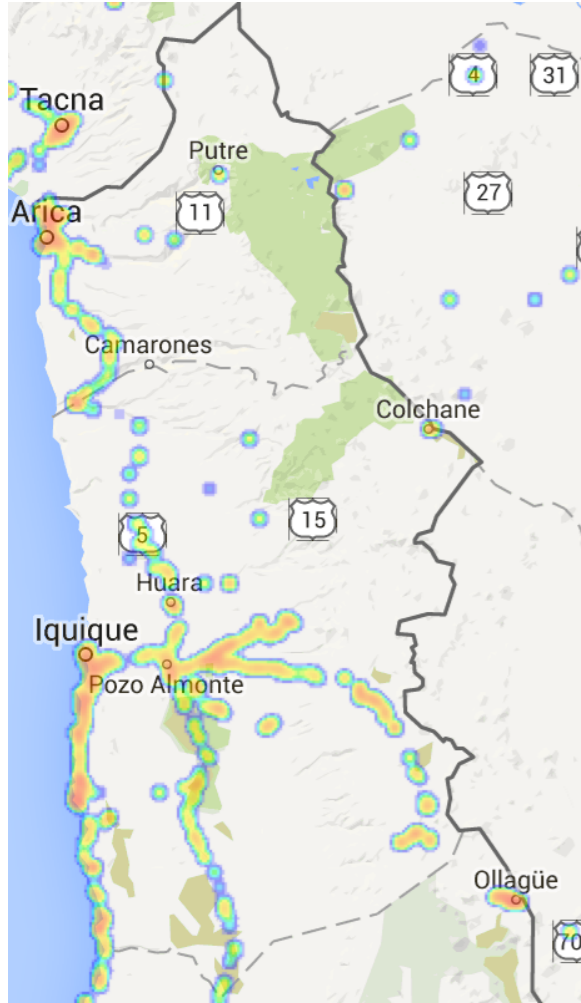 Tacna
4
31
Putre
27
Arica
11
Camarones
Colchane
15
5
Huara
Iquique
Pozo Almonte
Ollagüe
70